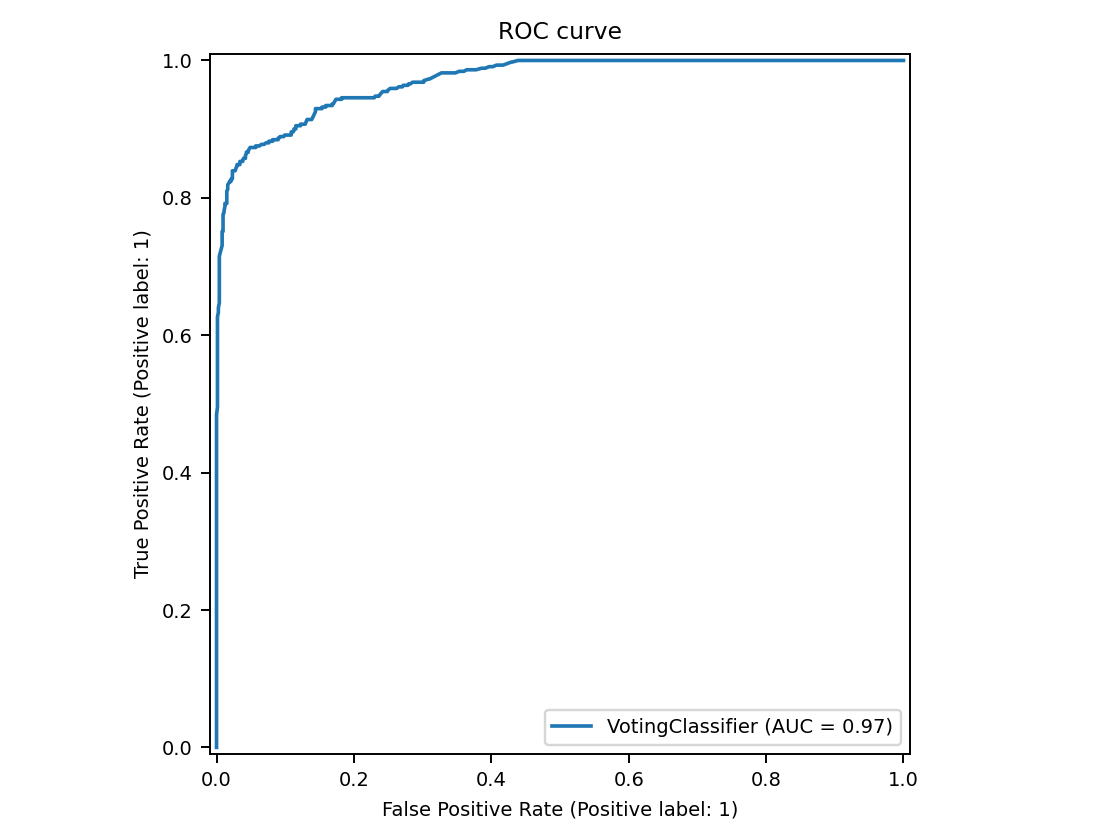 ROC curve
1.0
0.8
0.6
0.4
0.2
0.0
True Positive Rate (Positive label: 1)
VotingClassifier (AUC = 0.97)
0.0 0.2 0.4 0.6 0.8 1.0
False Positive Rate (Positive label: 1)